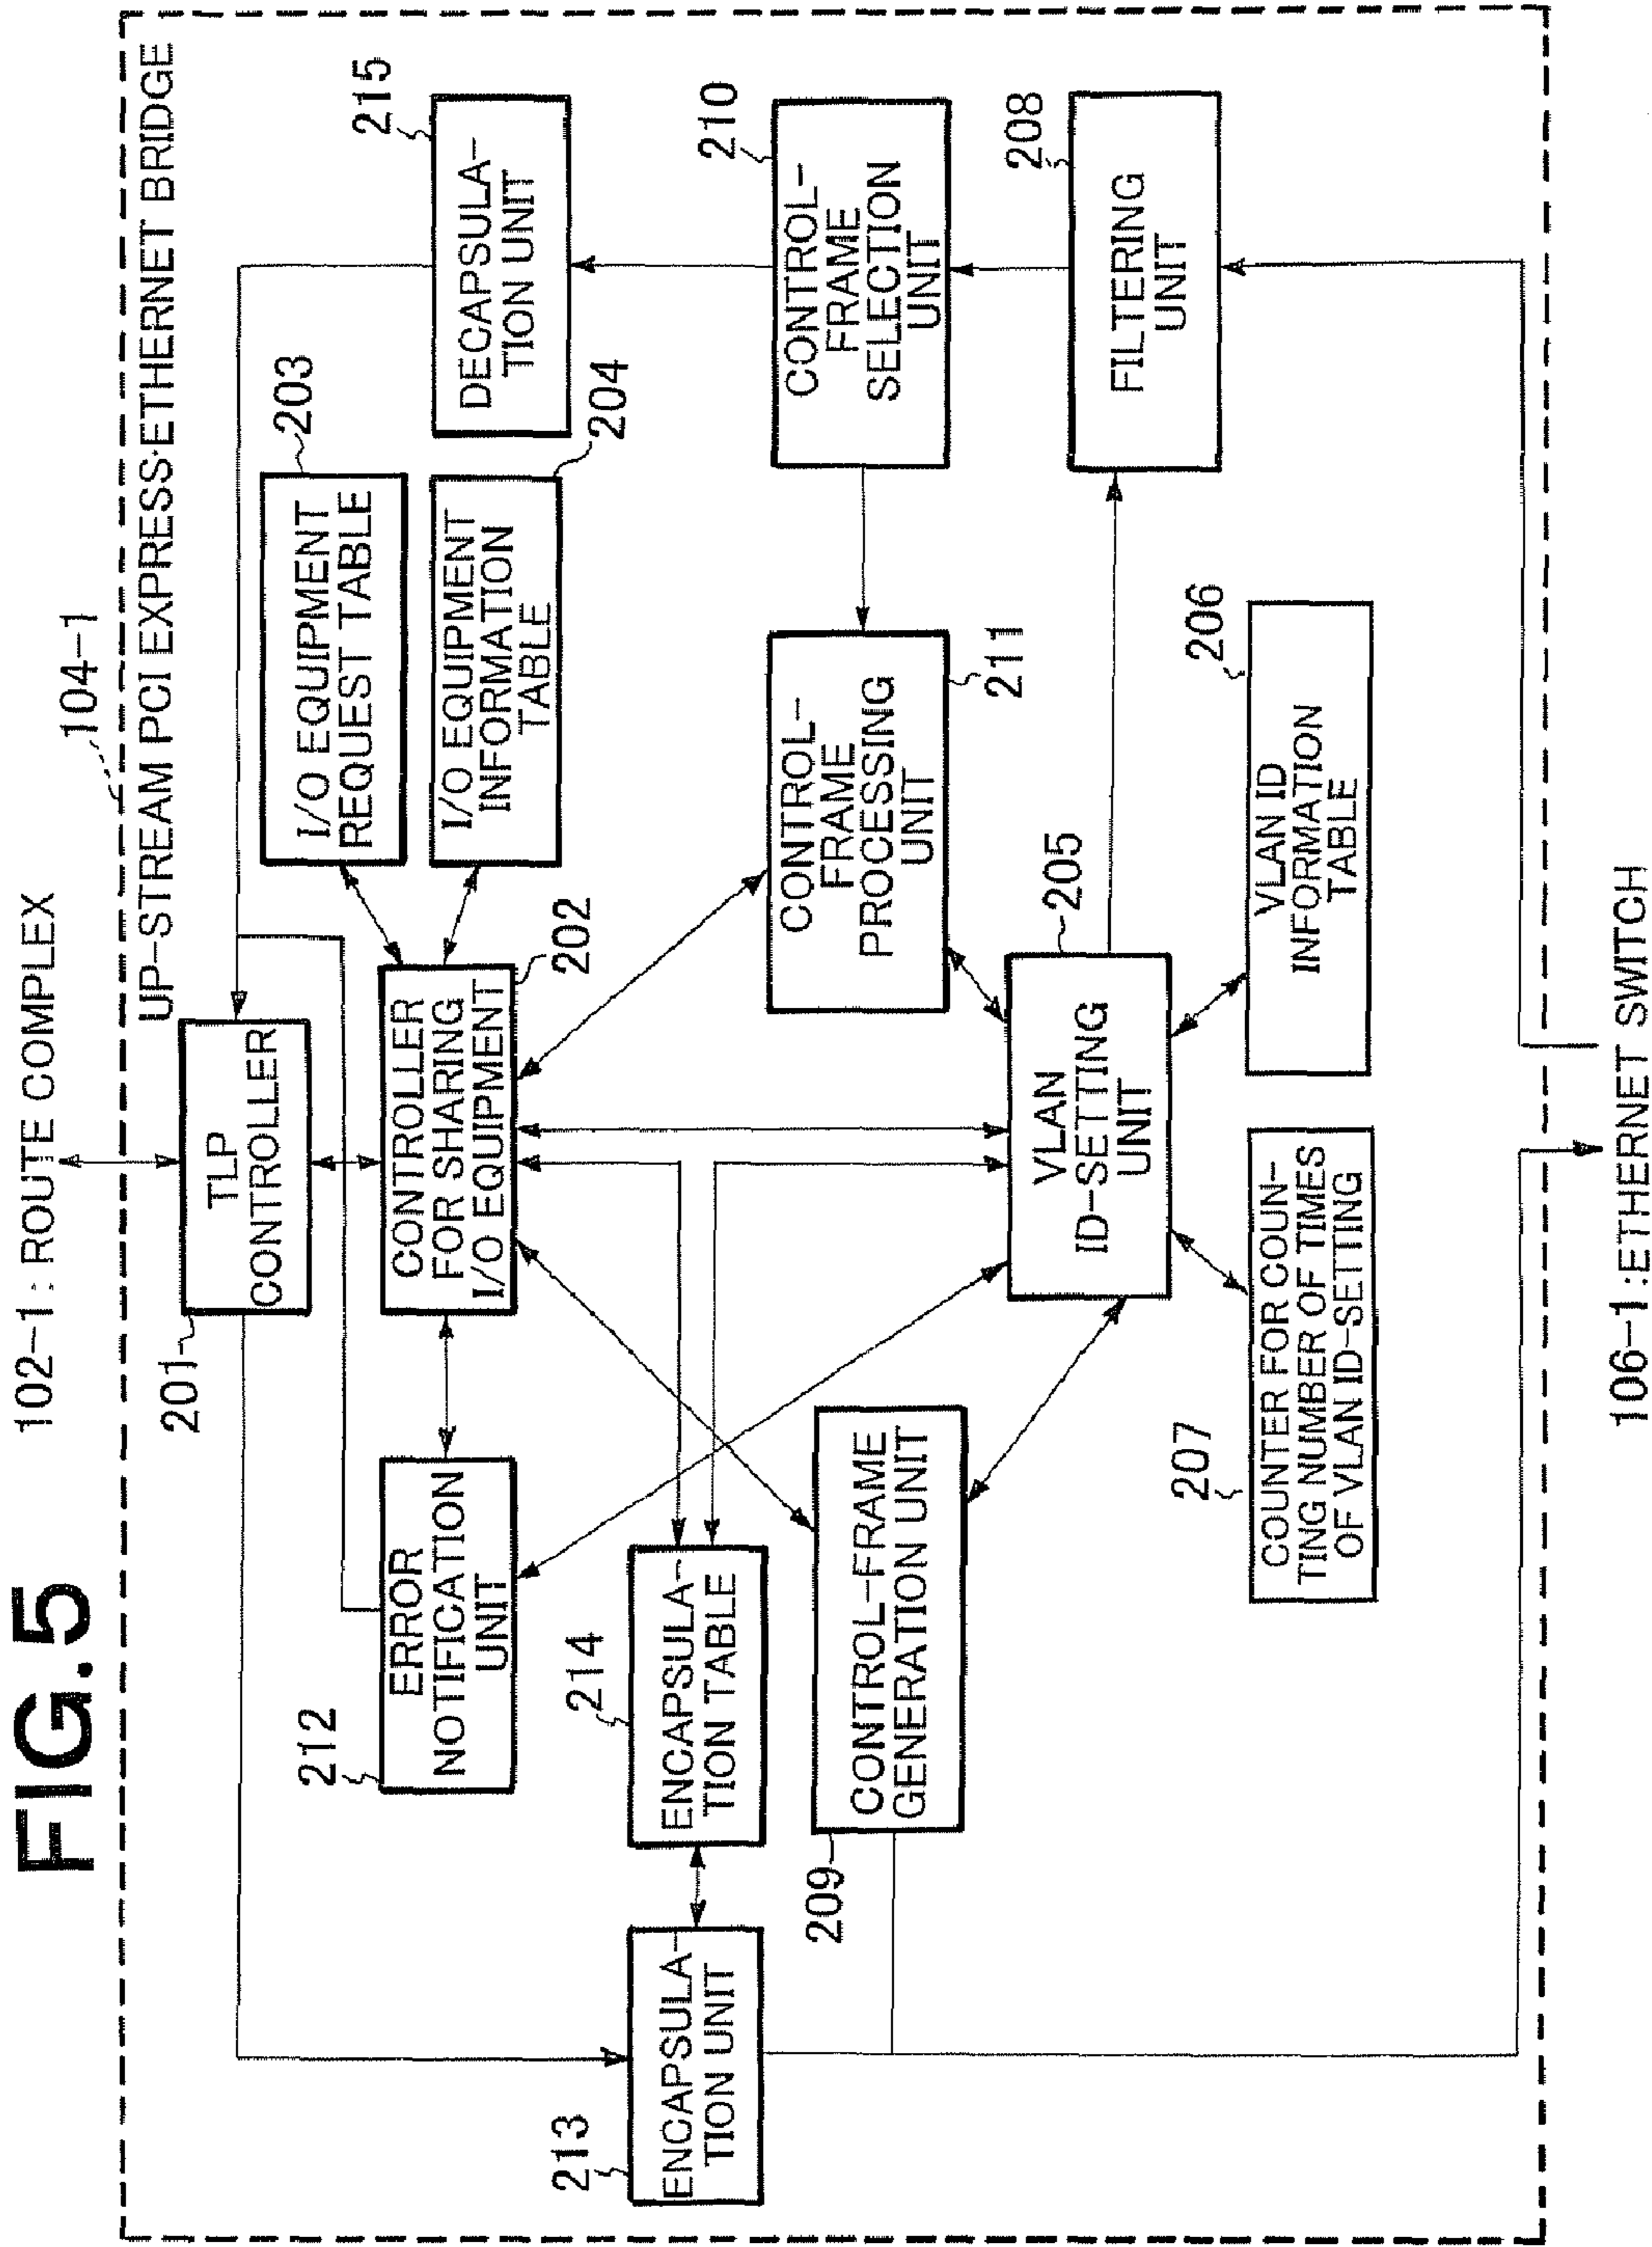 FIG.5
102-1: ROUTE COMPLEX
104-1
UP-STREAM PCI EXPRESS·ETHERNET BRIDGE
201
TLP
CONTROLLER
203
I/O EQUIPMENT
REQUEST TABLE
215
DECAPSULA-
TION UNIT
212
ERROR
NOTIFICATION
UNIT
CONTROLLER
FOR SHARING
I/O EQUIPMENT
202
I/O EQUIPMENT
INFORMATION
TABLE
204
213
ENCAPSULA-
TION UNIT
214
ENCAPSULA-
TION TABLE
210
CONTROL-
FRAME
SELECTION
UNIT
209
CONTROL-FRAME
GENERATION UNIT
CONTROL-
FRAME
PROCESSING
UNIT
211
VLAN
ID-SETTING
UNIT
205
208
FILTERING
UNIT
207
COUNTER FOR COUN-
TING NUMBER OF TIMES
OF VLAN ID-SETTING
206
VLAN ID
INFORMATION
TABLE
106-1:ETHERNET SWITCH